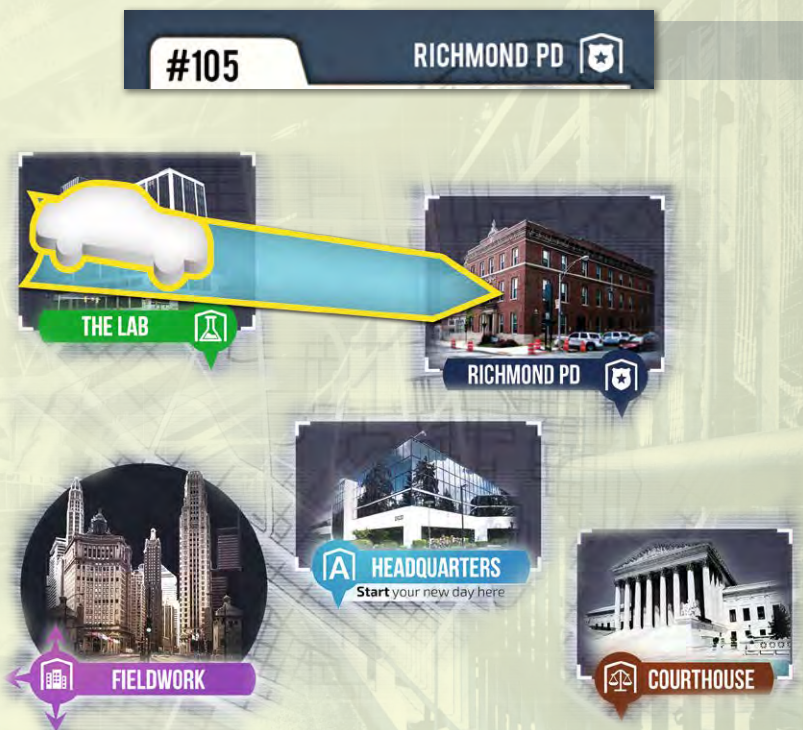 #105
RICHMOND PD
THE LAB
RICHMOND PD
A HEADQUARTERS
Start your new day here
FIELDWORK
COURTHOUSE